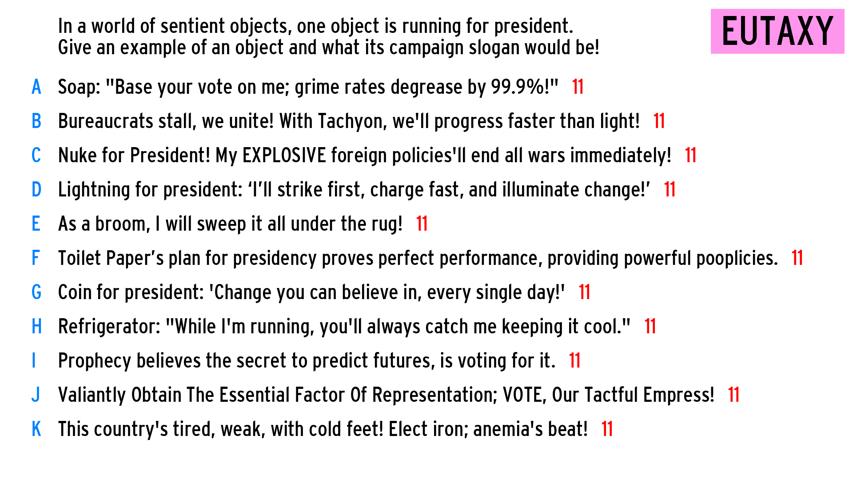 In a world of sentient objects, one object is running for president.
Give an example of an object and what its campaign slogan would be!
EUTAXY
A Soap: "Base your vote on me; grime rates degrease by 99.9%!" 11
B Bureaucrats stall, we unite! With Tachyon, we'll progress faster than light! 11
C Nuke for President! My EXPLOSIVE foreign policies'll end all wars immediately! 11
D Lightning for president: ‘I’ll strike first, charge fast, and illuminate change!’ 11
E As a broom, I will sweep it all under the rug! 11
F Toilet Paper’s plan for presidency proves perfect performance, providing powerful pooplicies. 11
G Coin for president: 'Change you can believe in, every single day!' 11
H Refrigerator: "While I'm running, you'll always catch me keeping it cool." 11
I Prophecy believes the secret to predict futures, is voting for it. 11
J Valiantly Obtain The Essential Factor Of Representation; VOTE, Our Tactful Empress! 11
K This country's tired, weak, with cold feet! Elect iron; anemia's beat! 11